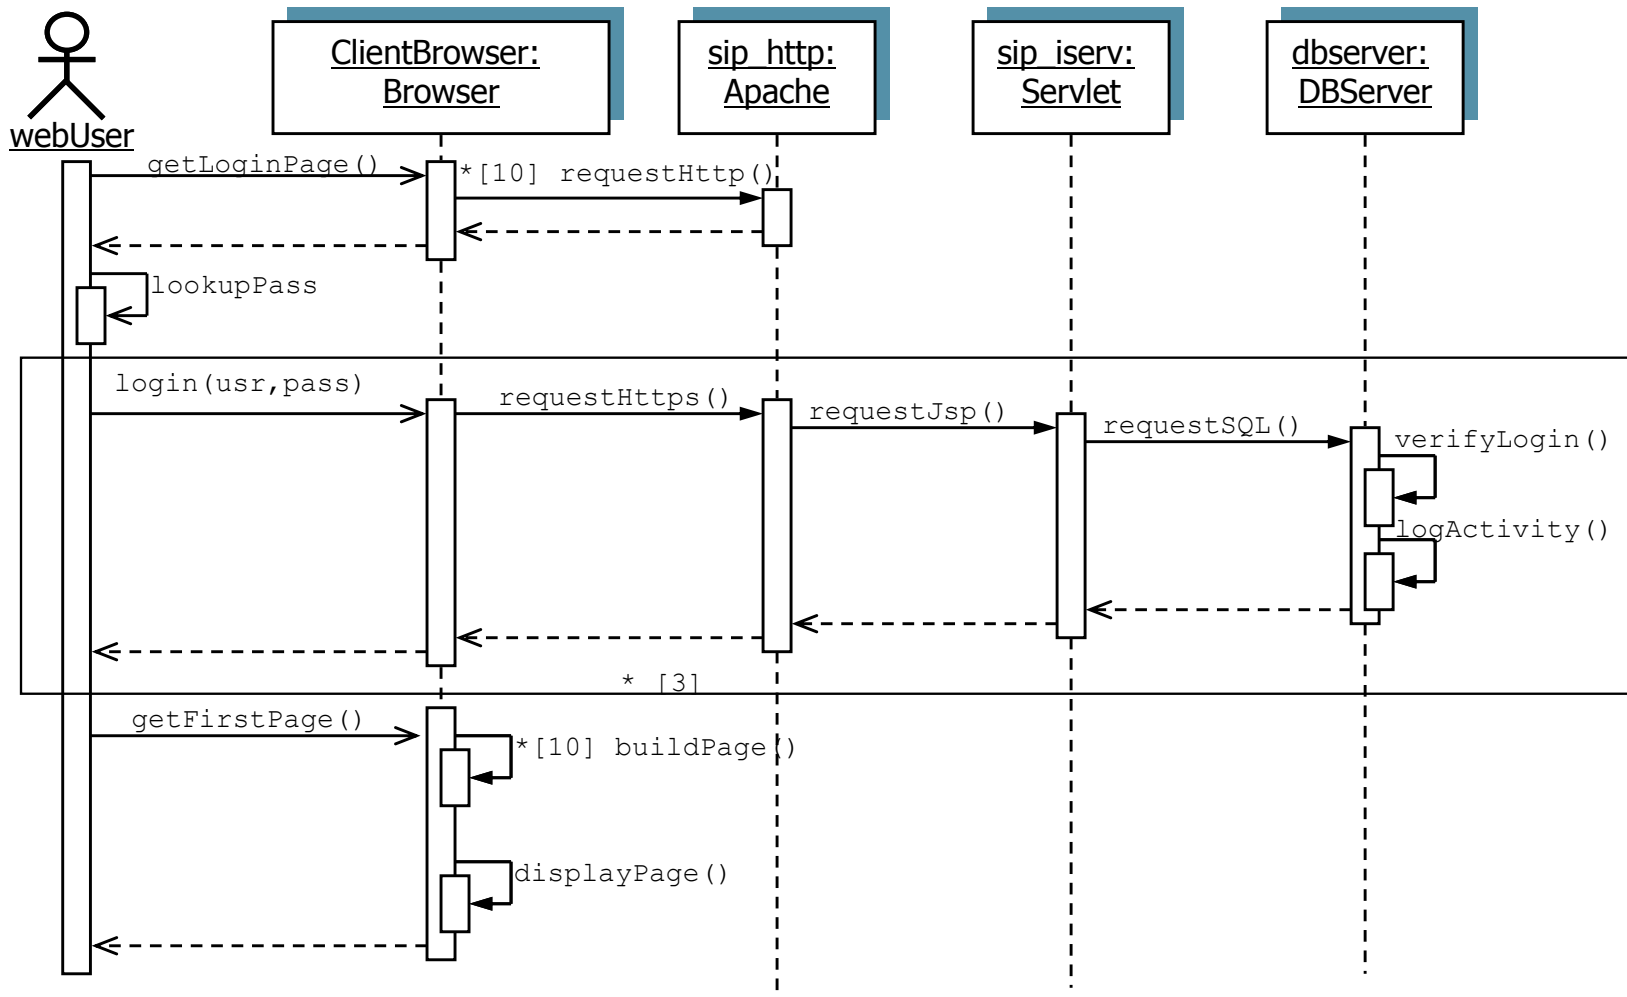 ClientBrowser:
Browser
sip_http:
Apache
sip_iserv:
Servlet
dbserver:
DBServer
webUser
getLoginPage()
*[10] requestHttp()
lookupPass
login(usr,pass)
requestHttps()
requestJsp()
requestSQL()
verifyLogin()
logActivity()
* [3]
getFirstPage()
*[10] buildPage()
displayPage()